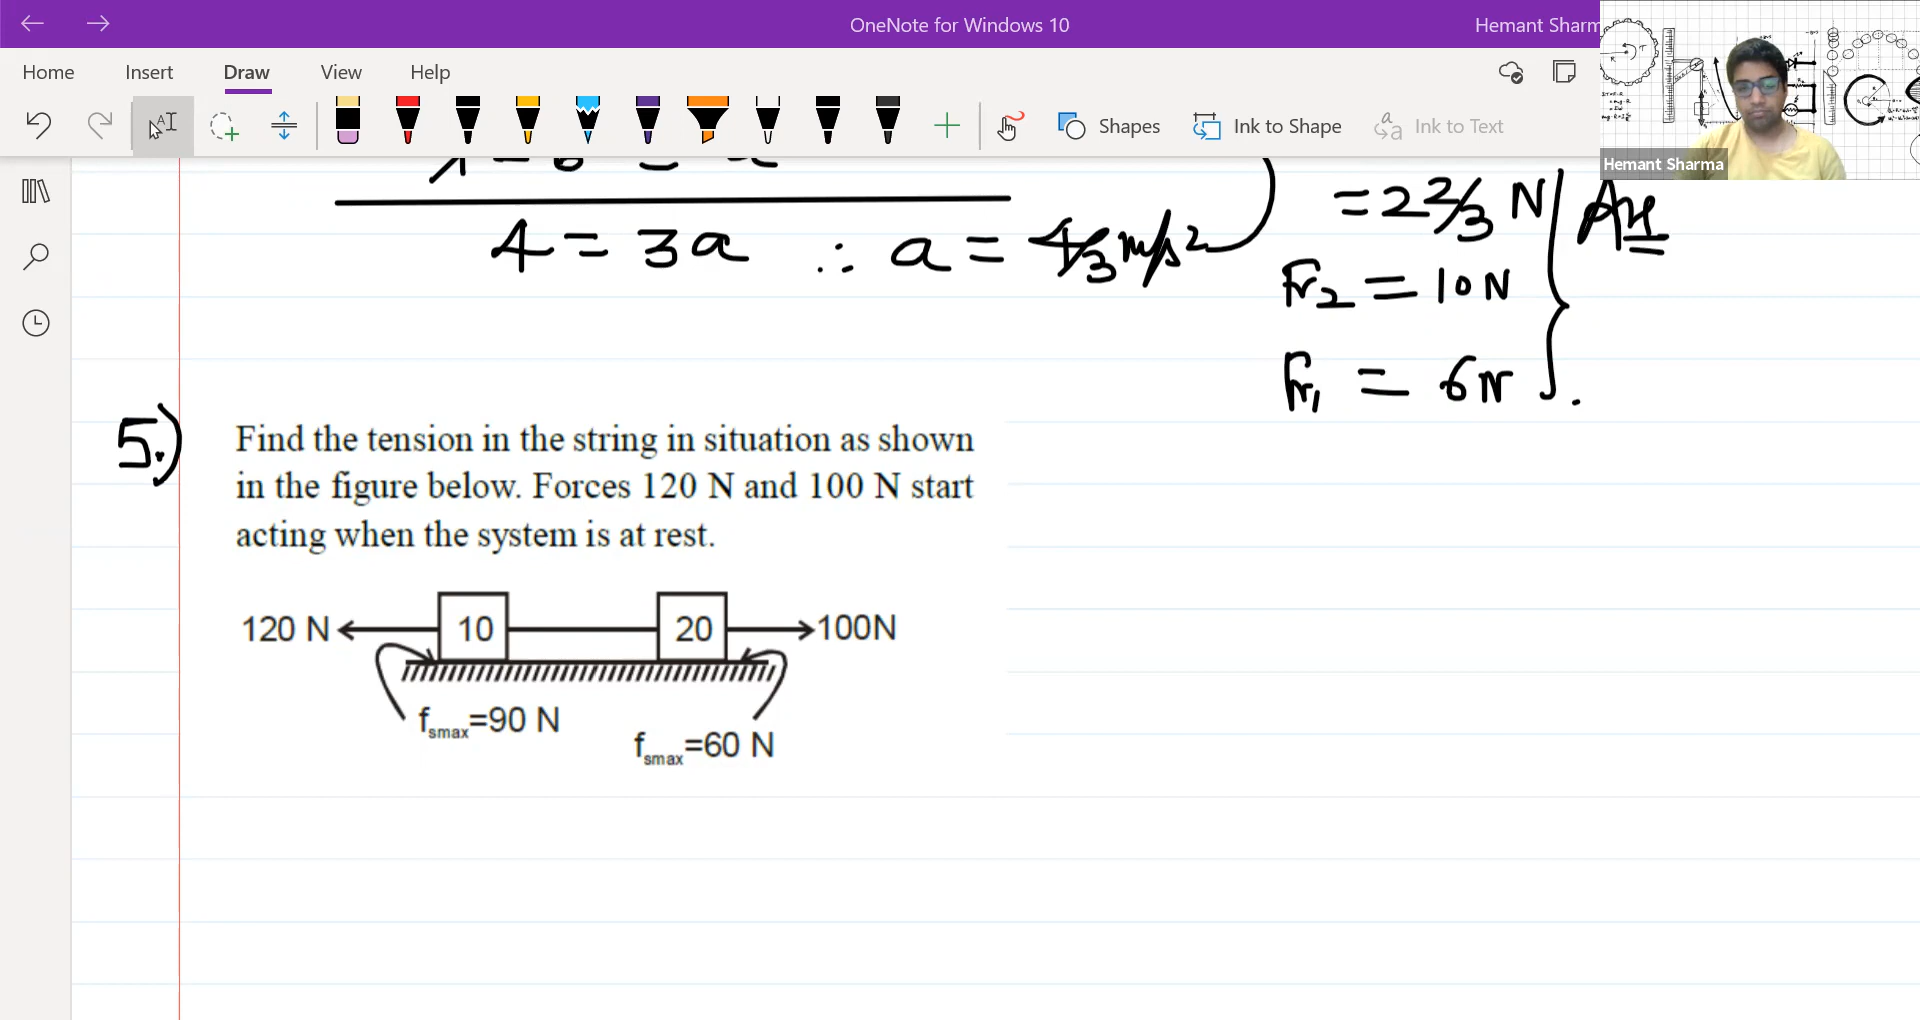 OneNote for Windows 10
Hemant Sharm
Home Insert Draw View Help
Shapes Ink to Shape Ink to Text
Hemant Sharma
= 2 2/3 N
Ans
4 = 3a ∴ a = 4/3 m/s2
Fr2 = 10 N
Fr1 = 6N
5.)
Find the tension in the string in situation as shown
in the figure below. Forces 120 N and 100 N start
acting when the system is at rest.
120 N 10 20 100N
fsmax=90 N
fsmax=60 N